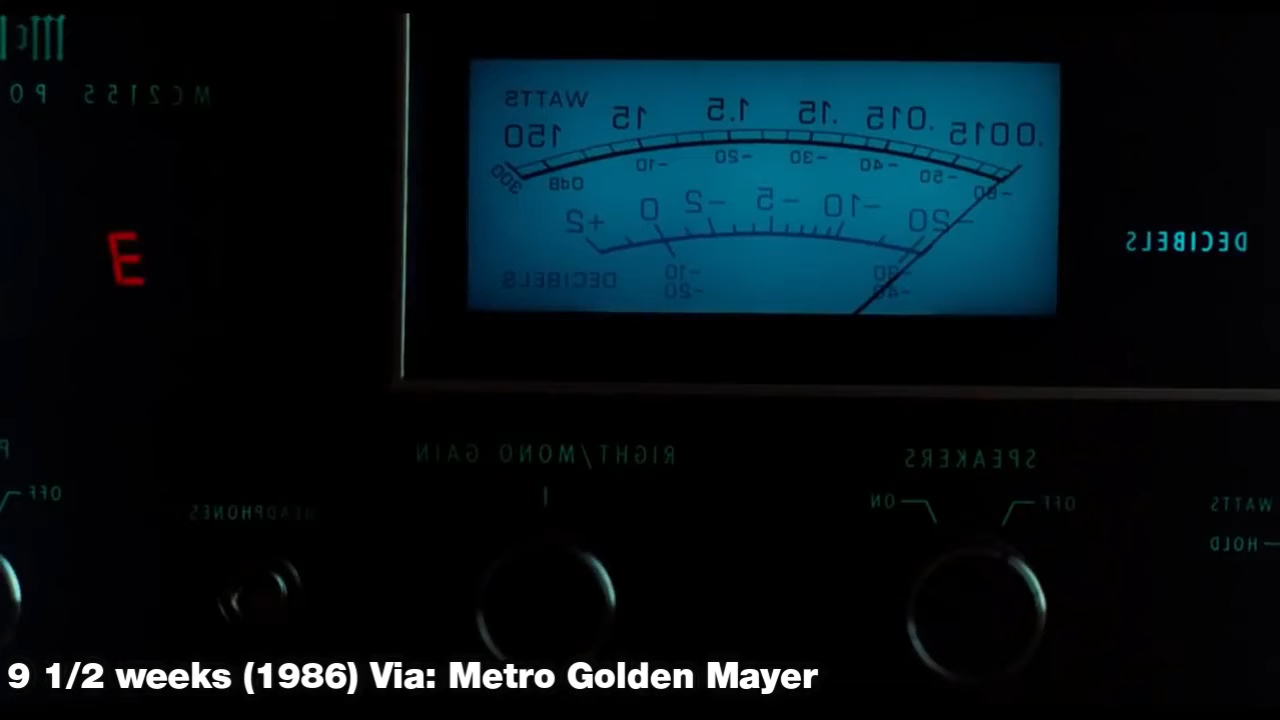 Mc
MC2155 PO
WATTS
300 150 15 1.5 .15 .015 .0015
0dB -10 -20 -30 -40 -50 -60
+2 0 -2 -5 -10 -20
DECIBELS -10 -30
-20 -40
DECIBELS
E
RIGHT/MONO GAIN
SPEAKERS
OFF
HEADPHONES
ON
OFF
WATTS
HOLD
9 1/2 weeks (1986) Via: Metro Golden Mayer